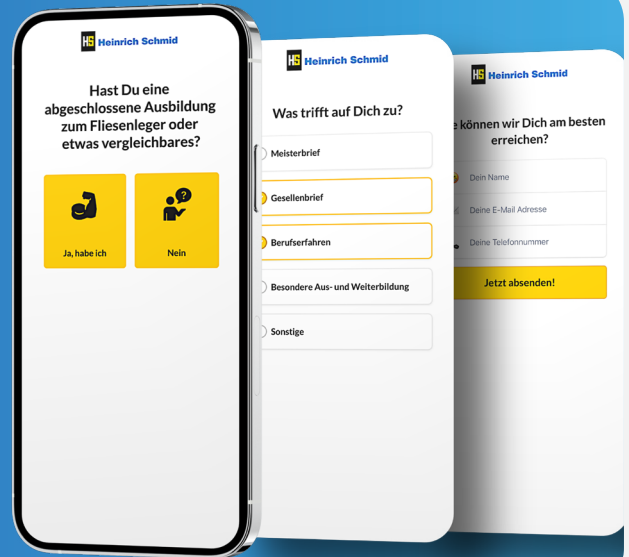 HS Heinrich Schmid
Hast Du eine
abgeschlossene Ausbildung
zum Fliesenleger oder
etwas vergleichbares?
Ja, habe ich
Nein
HS Heinrich Schmid
Was trifft auf Dich zu?
Meisterbrief
Gesellenbrief
Berufserfahren
Besondere Aus- und Weiterbildung
Sonstige
HS Heinrich Schmid
können wir Dich am besten
erreichen?
Dein Name
Deine E-Mail Adresse
Deine Telefonnummer
Jetzt absenden!